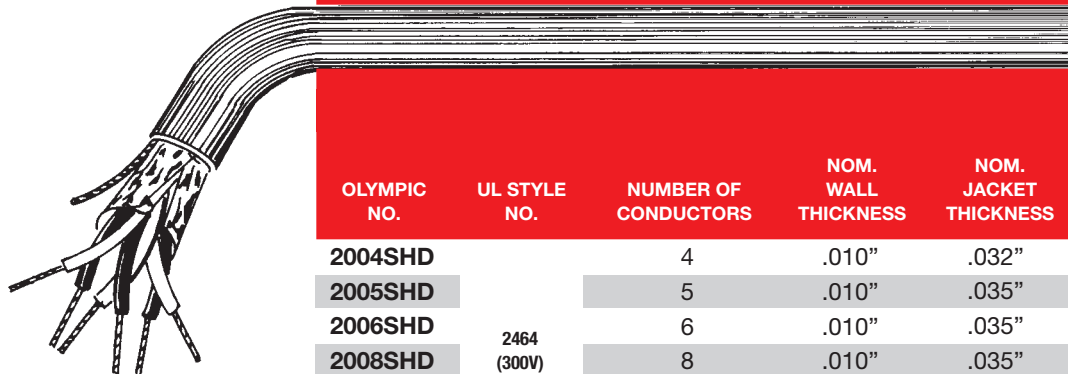 OLYMPIC NO. UL STYLE NO. NUMBER OF CONDUCTORS NOM. WALL THICKNESS NOM. JACKET THICKNESS
2004SHD 4 .010” .032”
2005SHD 5 .010” .035”
2006SHD 2464 (300V) 6 .010” .035”
2008SHD 8 .010” .035”